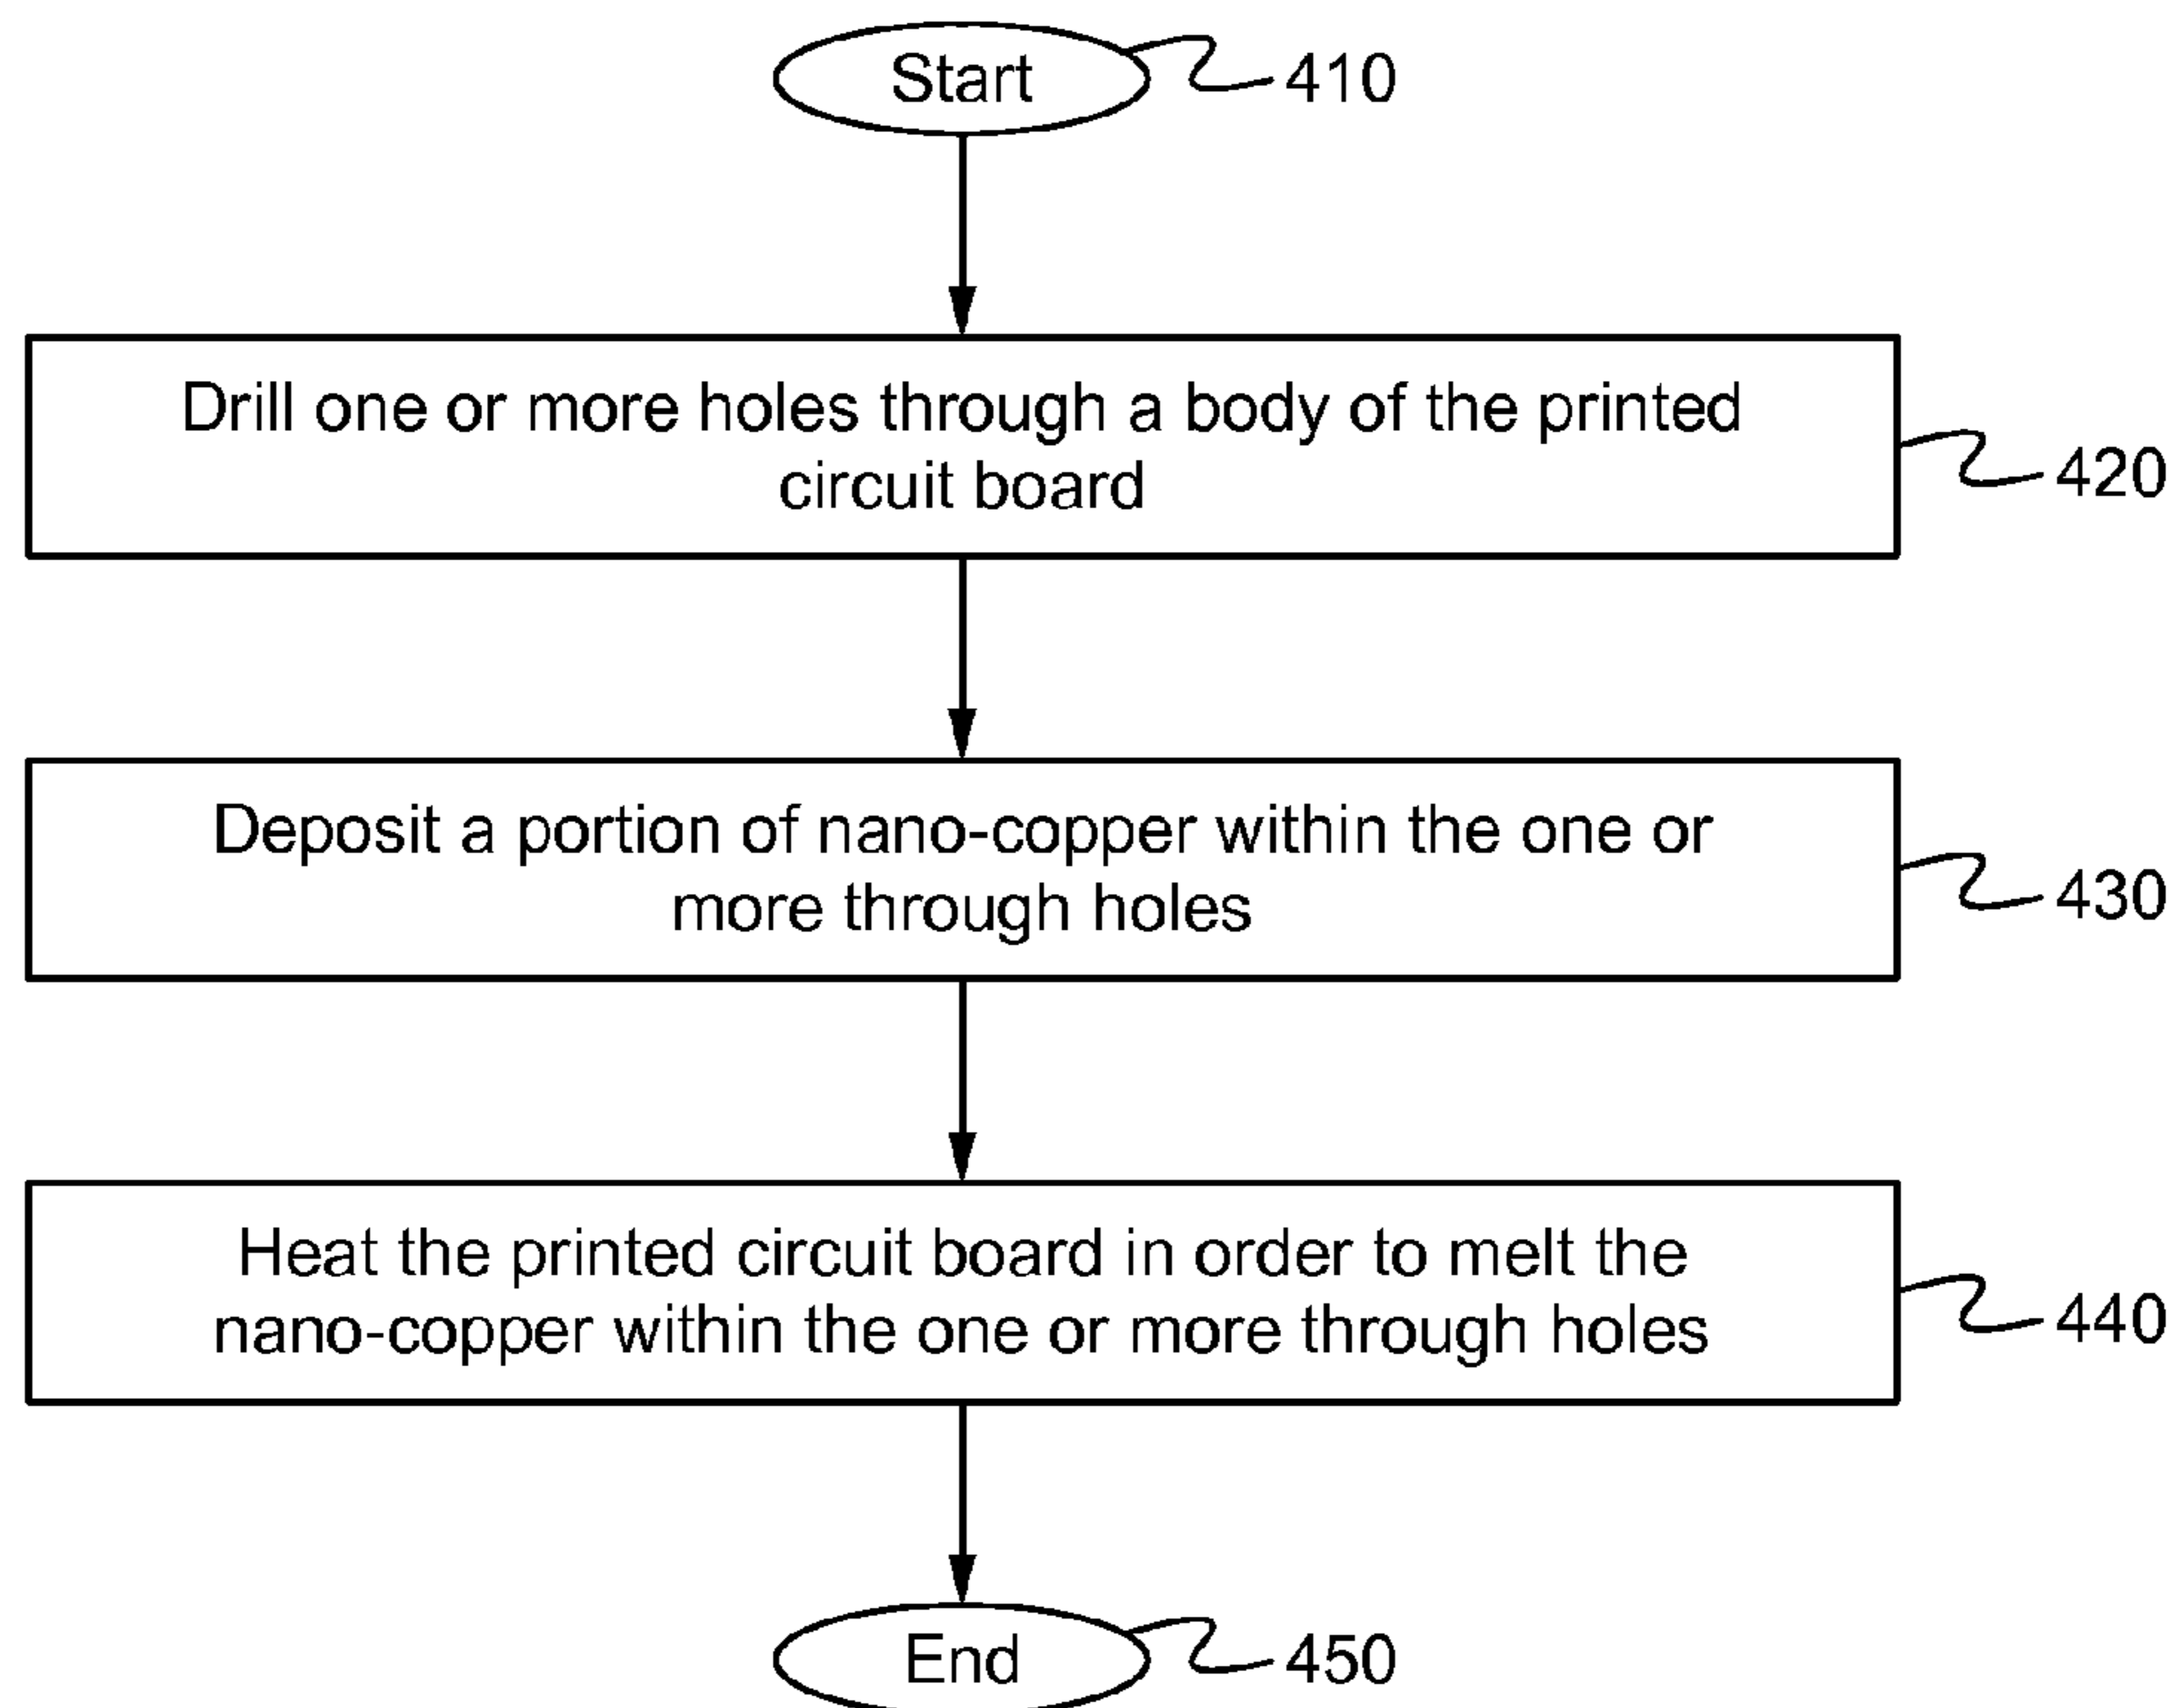 Start
410
Drill one or more holes through a body of the printed
circuit board
420
Deposit a portion of nano-copper within the one or
more through holes
430
Heat the printed circuit board in order to melt the
nano-copper within the one or more through holes
440
End
450